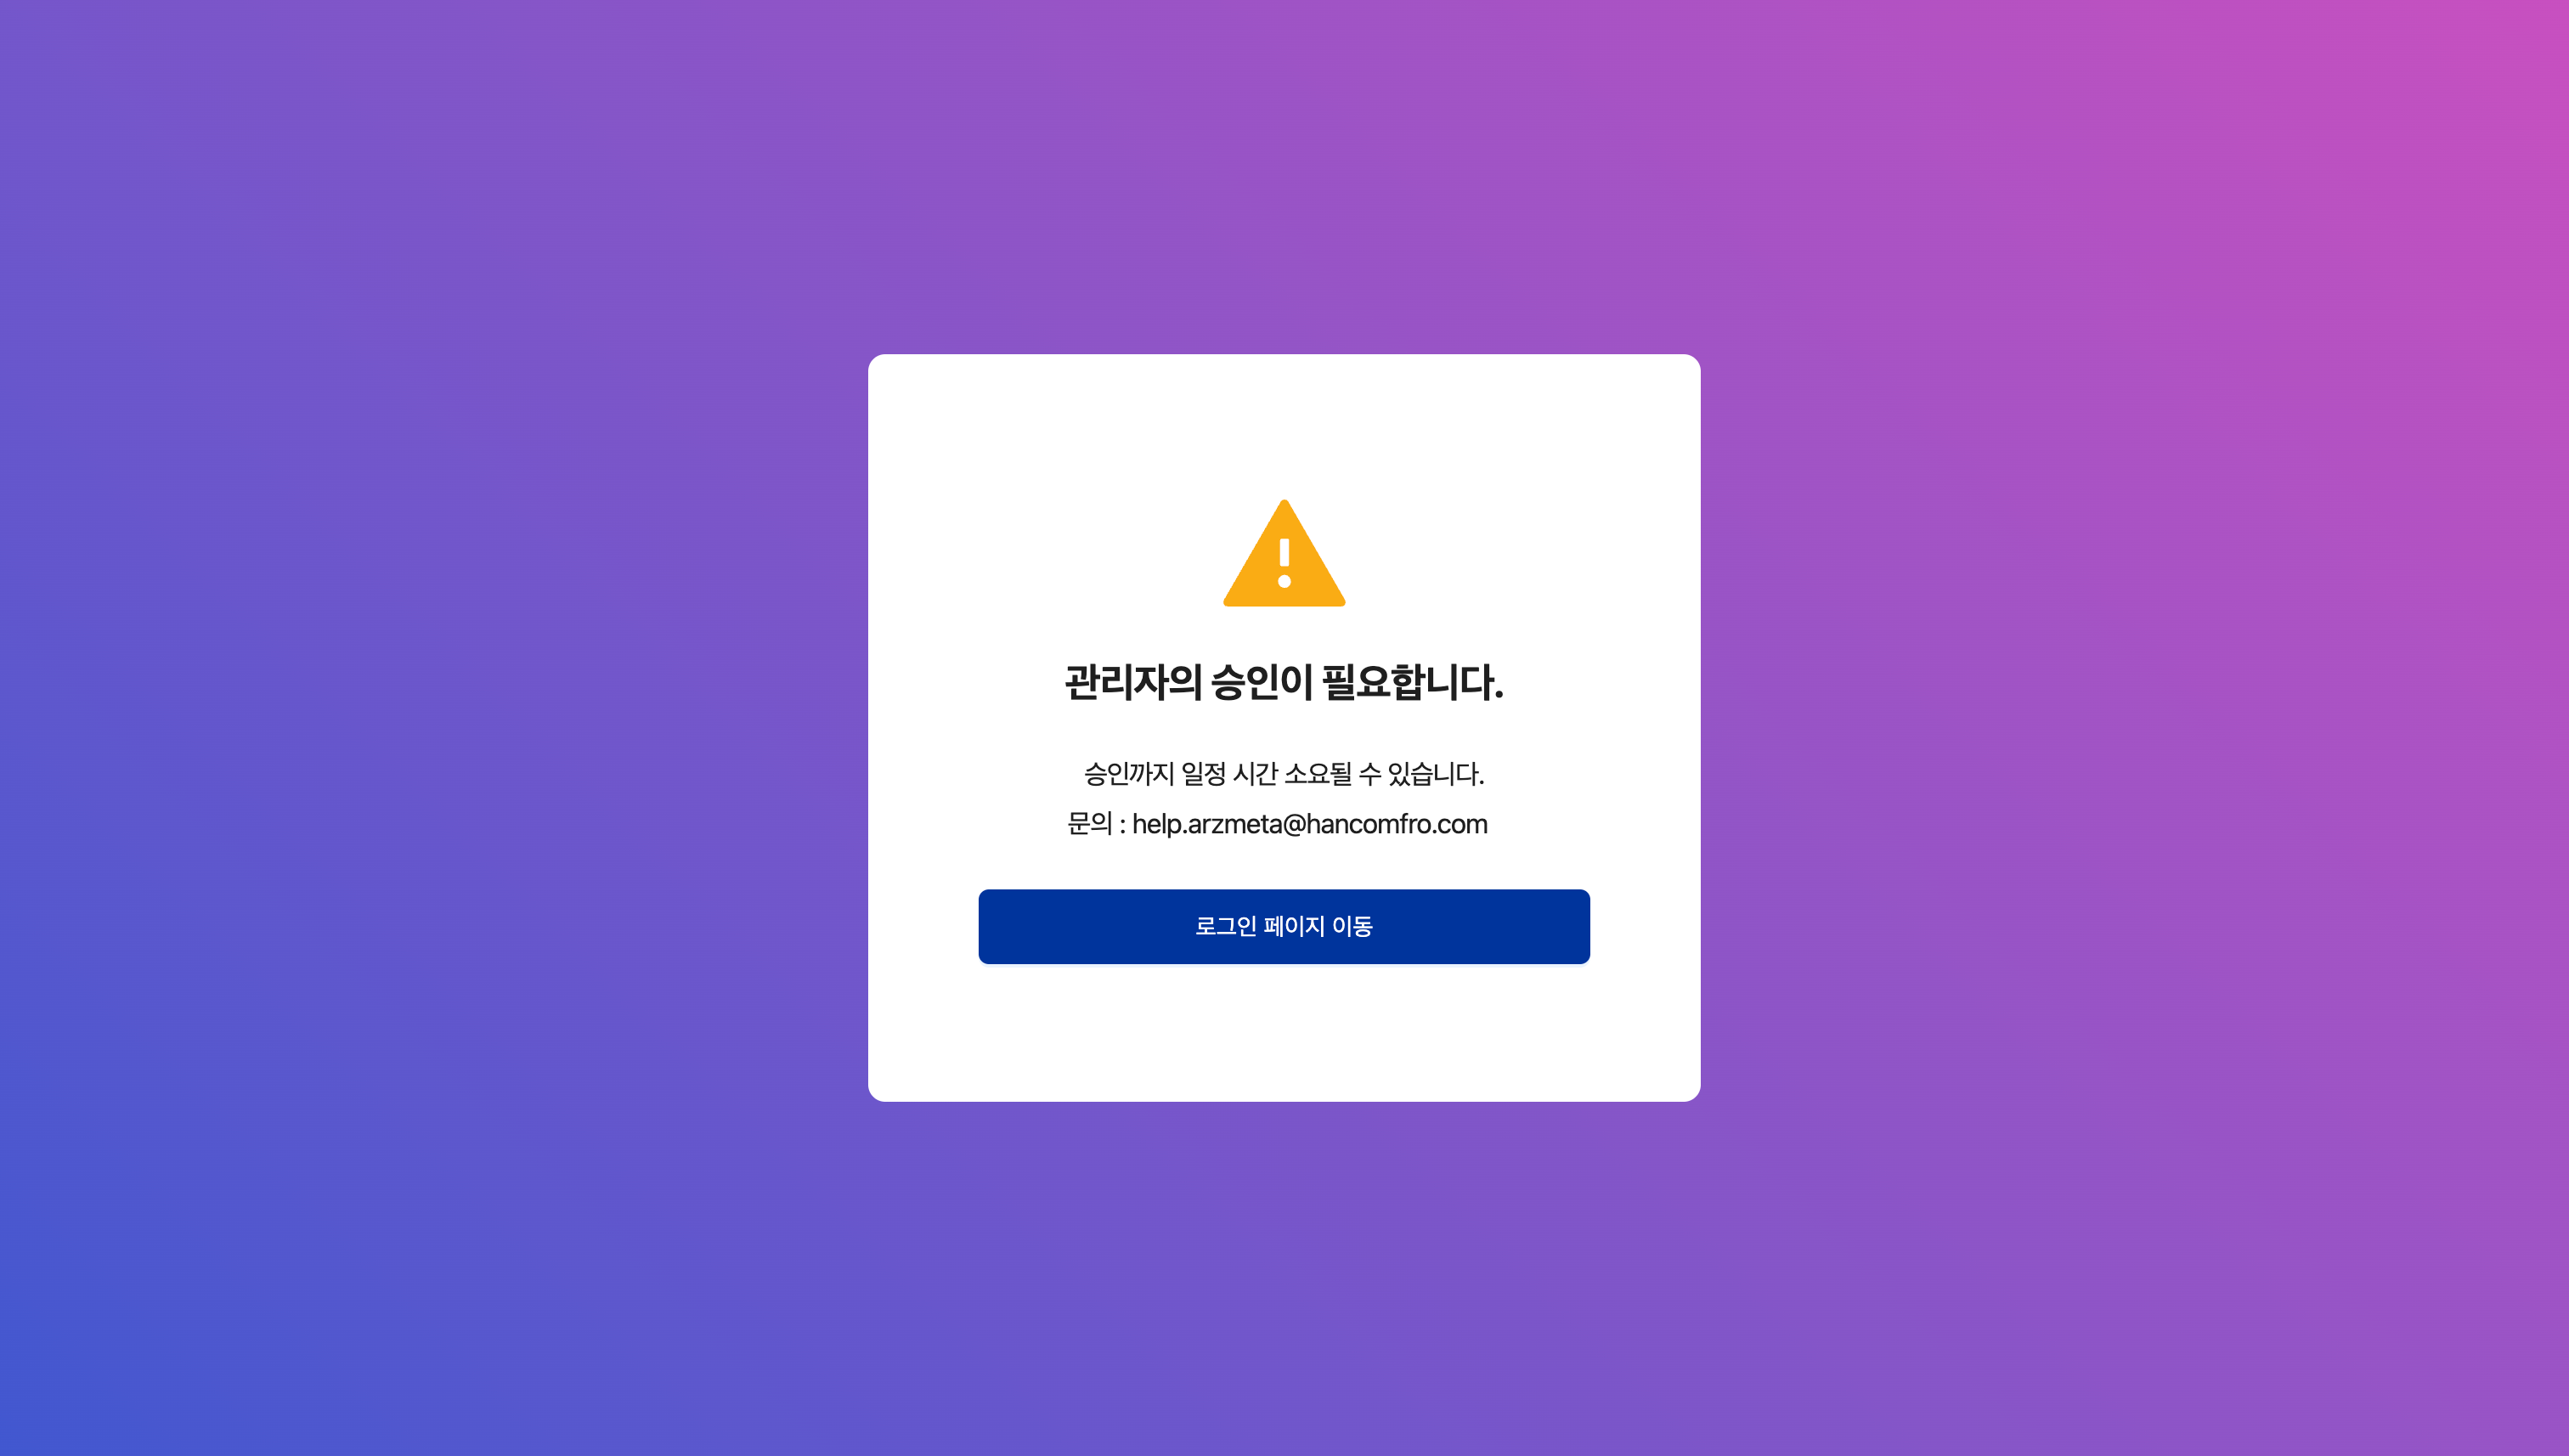 관리자의 승인이 필요합니다.
승인까지 일정 시간 소요될 수 있습니다.
문의 : help.arzmeta@hancomfro.com
로그인 페이지 이동